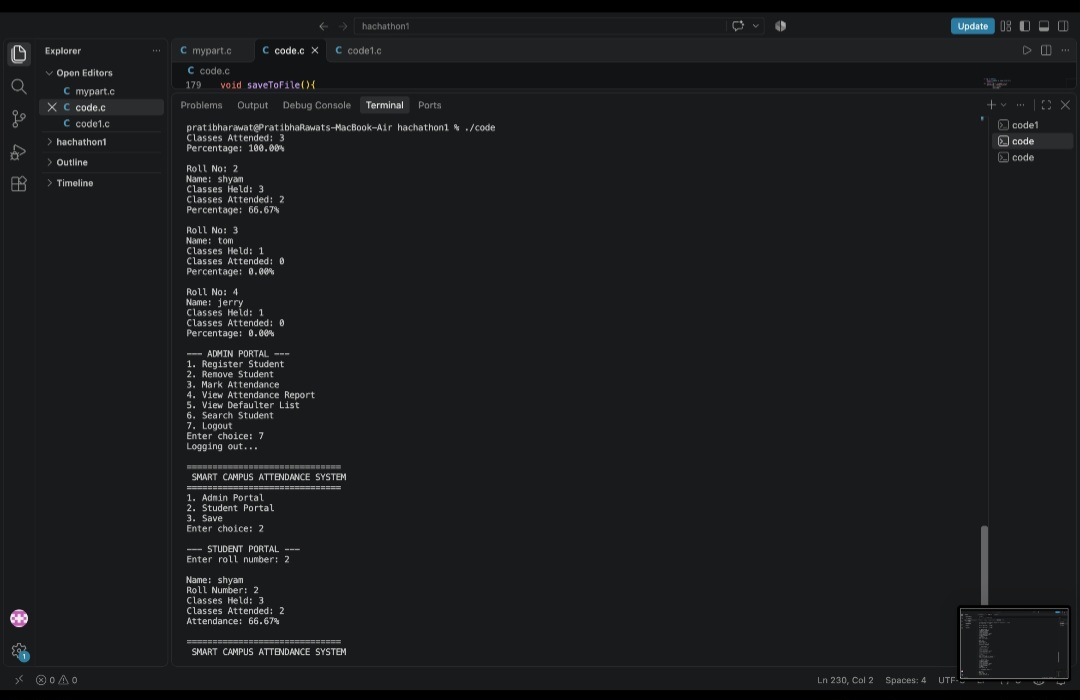 hachathon1
Update
Explorer
Open Editors
mypart.c
code.c
code1.c
hachathon1
Outline
Timeline
C mypart.c
C code.c
C code1.c
C code.c
179 void saveToFile(){
Problems Output Debug Console Terminal Ports
pratibharawat@PratibhaRawats-MacBook-Air hachathon1 % ./code
Classes Attended: 3
Percentage: 100.00%
Roll No: 2
Name: shyam
Classes Held: 3
Classes Attended: 2
Percentage: 66.67%
Roll No: 3
Name: tom
Classes Held: 1
Classes Attended: 0
Percentage: 0.00%
Roll No: 4
Name: jerry
Classes Held: 1
Classes Attended: 0
Percentage: 0.00%
--- ADMIN PORTAL ---
1. Register Student
2. Remove Student
3. Mark Attendance
4. View Attendance Report
5. View Defaulter List
6. Search Student
7. Logout
Enter choice: 7
Logging out...
==============================
SMART CAMPUS ATTENDANCE SYSTEM
==============================
1. Admin Portal
2. Student Portal
3. Save
Enter choice: 2
--- STUDENT PORTAL ---
Enter roll number: 2
Name: shyam
Roll Number: 2
Classes Held: 3
Classes Attended: 2
Attendance: 66.67%
==============================
SMART CAMPUS ATTENDANCE SYSTEM
code1
code
code
0 0
Ln 230, Col 2 Spaces: 4 UTF-